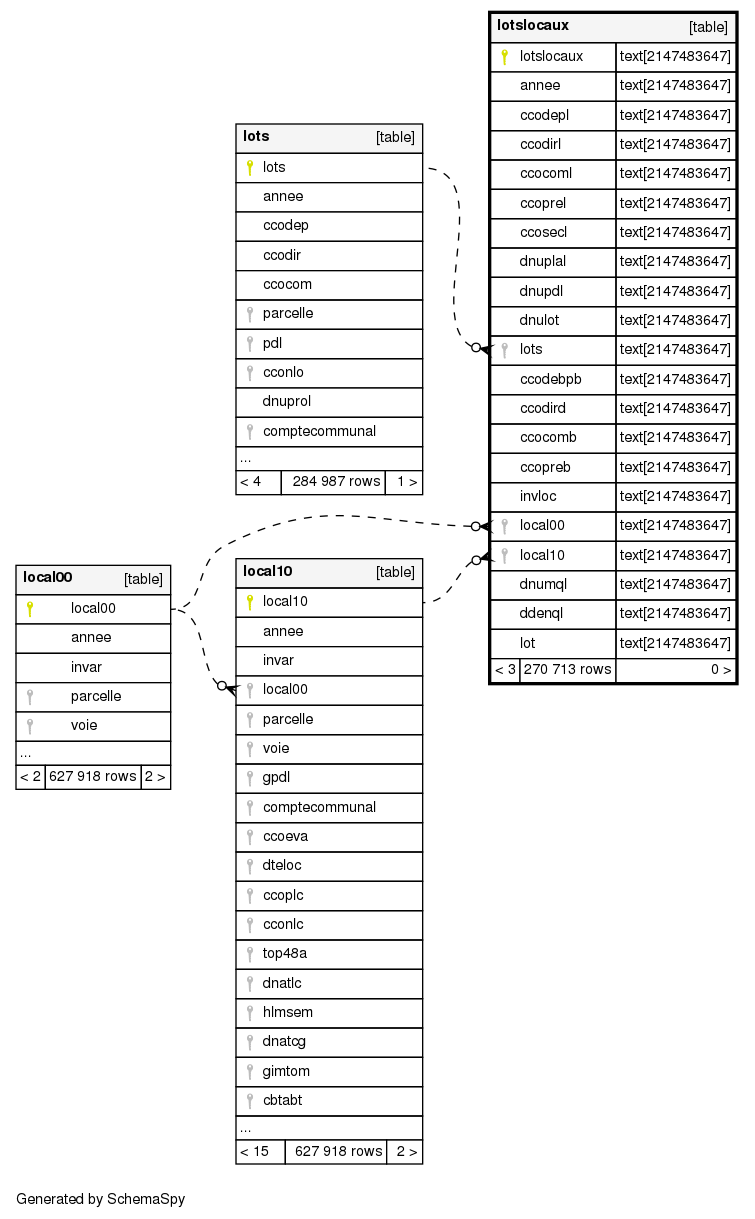 lotslocaux [table]
lotslocaux text[2147483647]
annee text[2147483647]
ccodepl text[2147483647]
ccodirl text[2147483647]
ccocoml text[2147483647]
ccoprel text[2147483647]
ccosecl text[2147483647]
dnuplal text[2147483647]
dnupdl text[2147483647]
dnulot text[2147483647]
lots text[2147483647]
ccodebpb text[2147483647]
ccodird text[2147483647]
ccocomb text[2147483647]
ccopreb text[2147483647]
invloc text[2147483647]
local00 text[2147483647]
local10 text[2147483647]
dnumql text[2147483647]
ddenql text[2147483647]
lot text[2147483647]
< 3 270 713 rows 0 >
lots [table]
lots
annee
ccodep
ccodir
ccocom
parcelle
pdl
cconlo
dnuprol
comptecommunal
...
< 4 284 987 rows 1 >
local00 [table]
local00
annee
invar
parcelle
voie
...
< 2 627 918 rows 2 >
local10 [table]
local10
annee
invar
local00
parcelle
voie
gpdl
comptecommunal
ccoeva
dteloc
ccoplc
cconlc
top48a
dnatlc
hlmsem
dnatcg
gimtom
cbtabt
...
< 15 627 918 rows 2 >
Generated by SchemaSpy